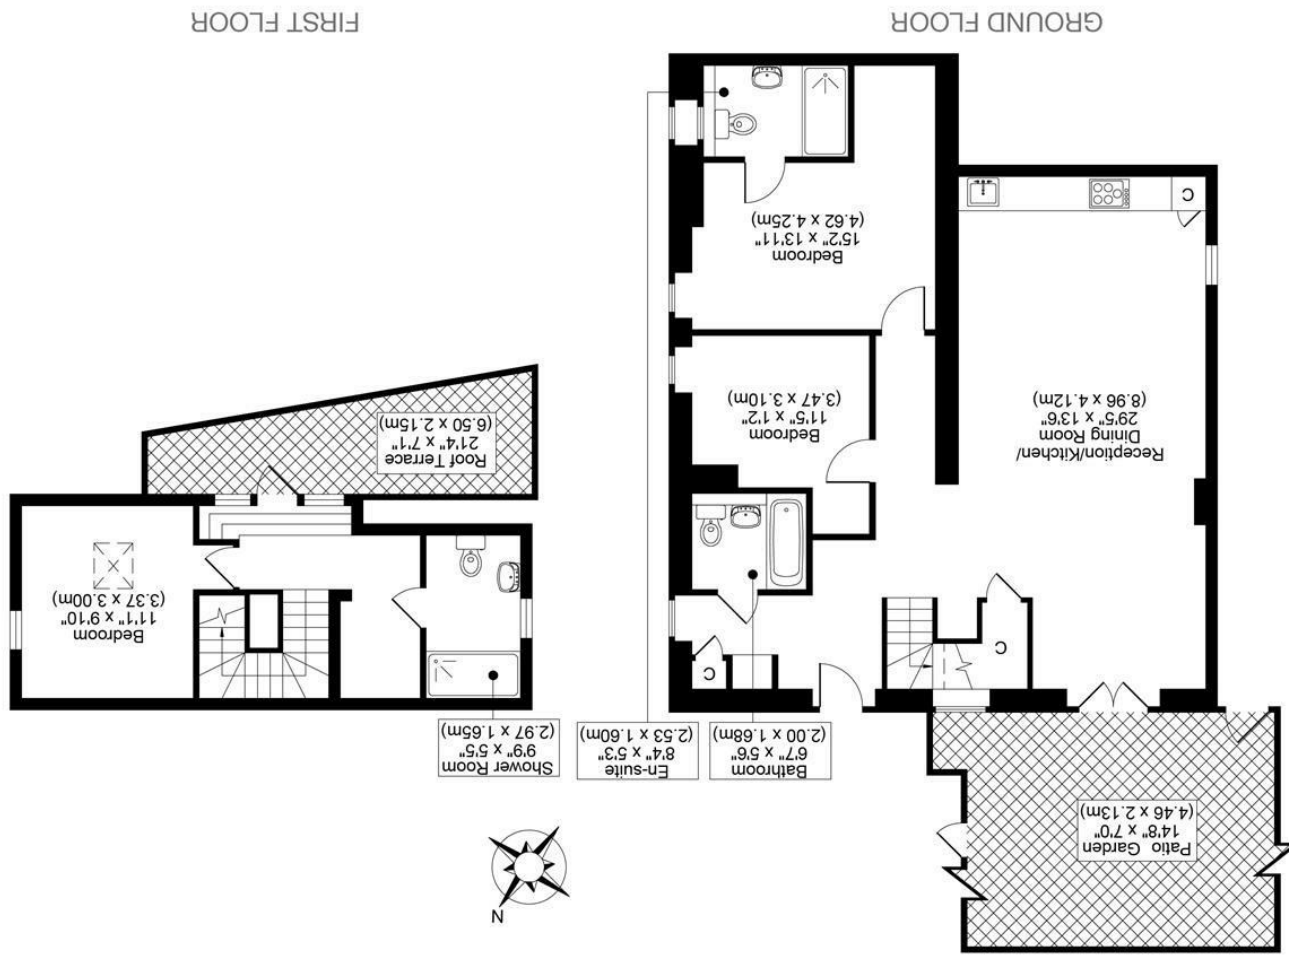 Patio Garden
14'8" x 7'0"
(4.46 x 2.13m)
N
Bathroom
6'7" x 5'6"
(2.00 x 1.68m)
En-suite
8'4" x 5'3"
(2.53 x 1.60m)
Shower Room
9'9" x 5'5"
(2.97 x 1.65m)
C
C
Bedroom
11'1" x 9'10"
(3.37 x 3.00m)
Reception/Kitchen/
Dining Room
29'5" x 13'6
(8.96 x 4.12m)
Bedroom
11'5" x 1'2"
(3.47 x 3.10m)
Roof Terrace
21'4" x 7'1"
(6.50 x 2.15m)
Bedroom
15'2" x 13'11"
(4.62 x 4.25m)
C
GROUND FLOOR
FIRST FLOOR